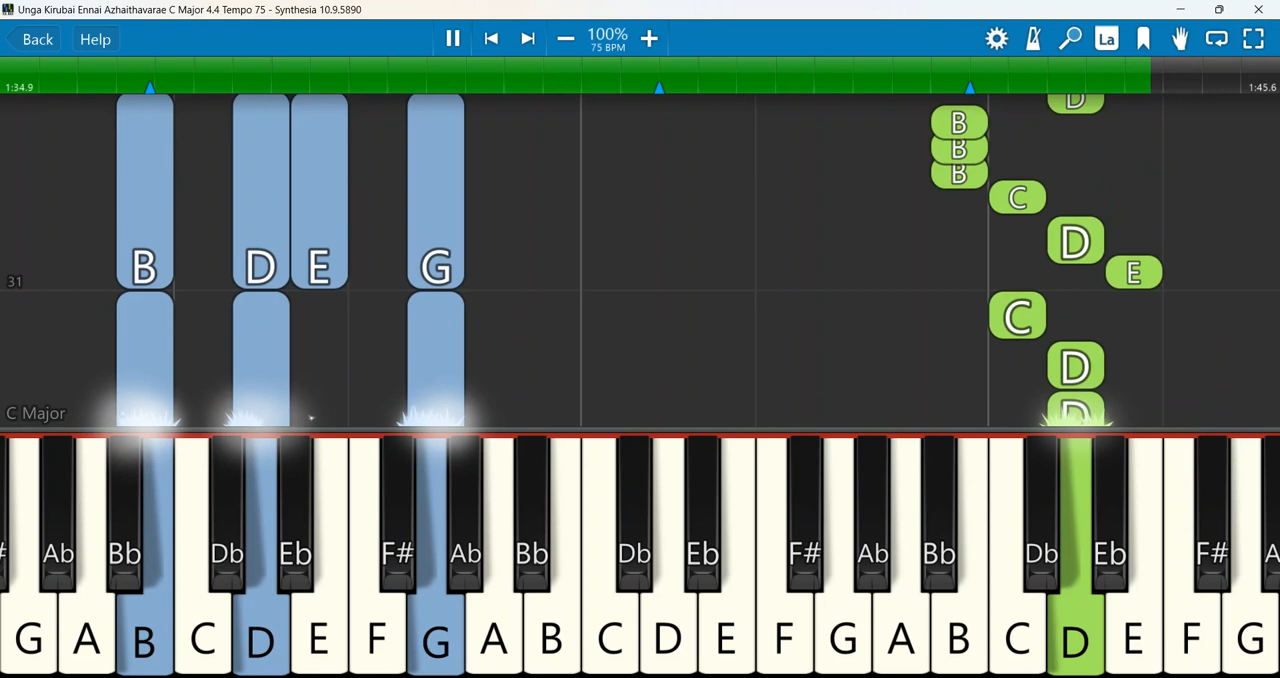 Unga Kirubai Ennai Azhaithavarae C Major 4.4 Tempo 75 - Synthesia 10.9.5890
Back Help 100% La
75 BPM
1:34.9 1:45.6
D
B
B
B
C
D
B D E G E
31
C
D
C Major D
Ab Bb Db Eb F# Ab Bb Db Eb F# Ab Bb Db Eb F#
G A B C D E F G A B C D E F G A B C D E F G